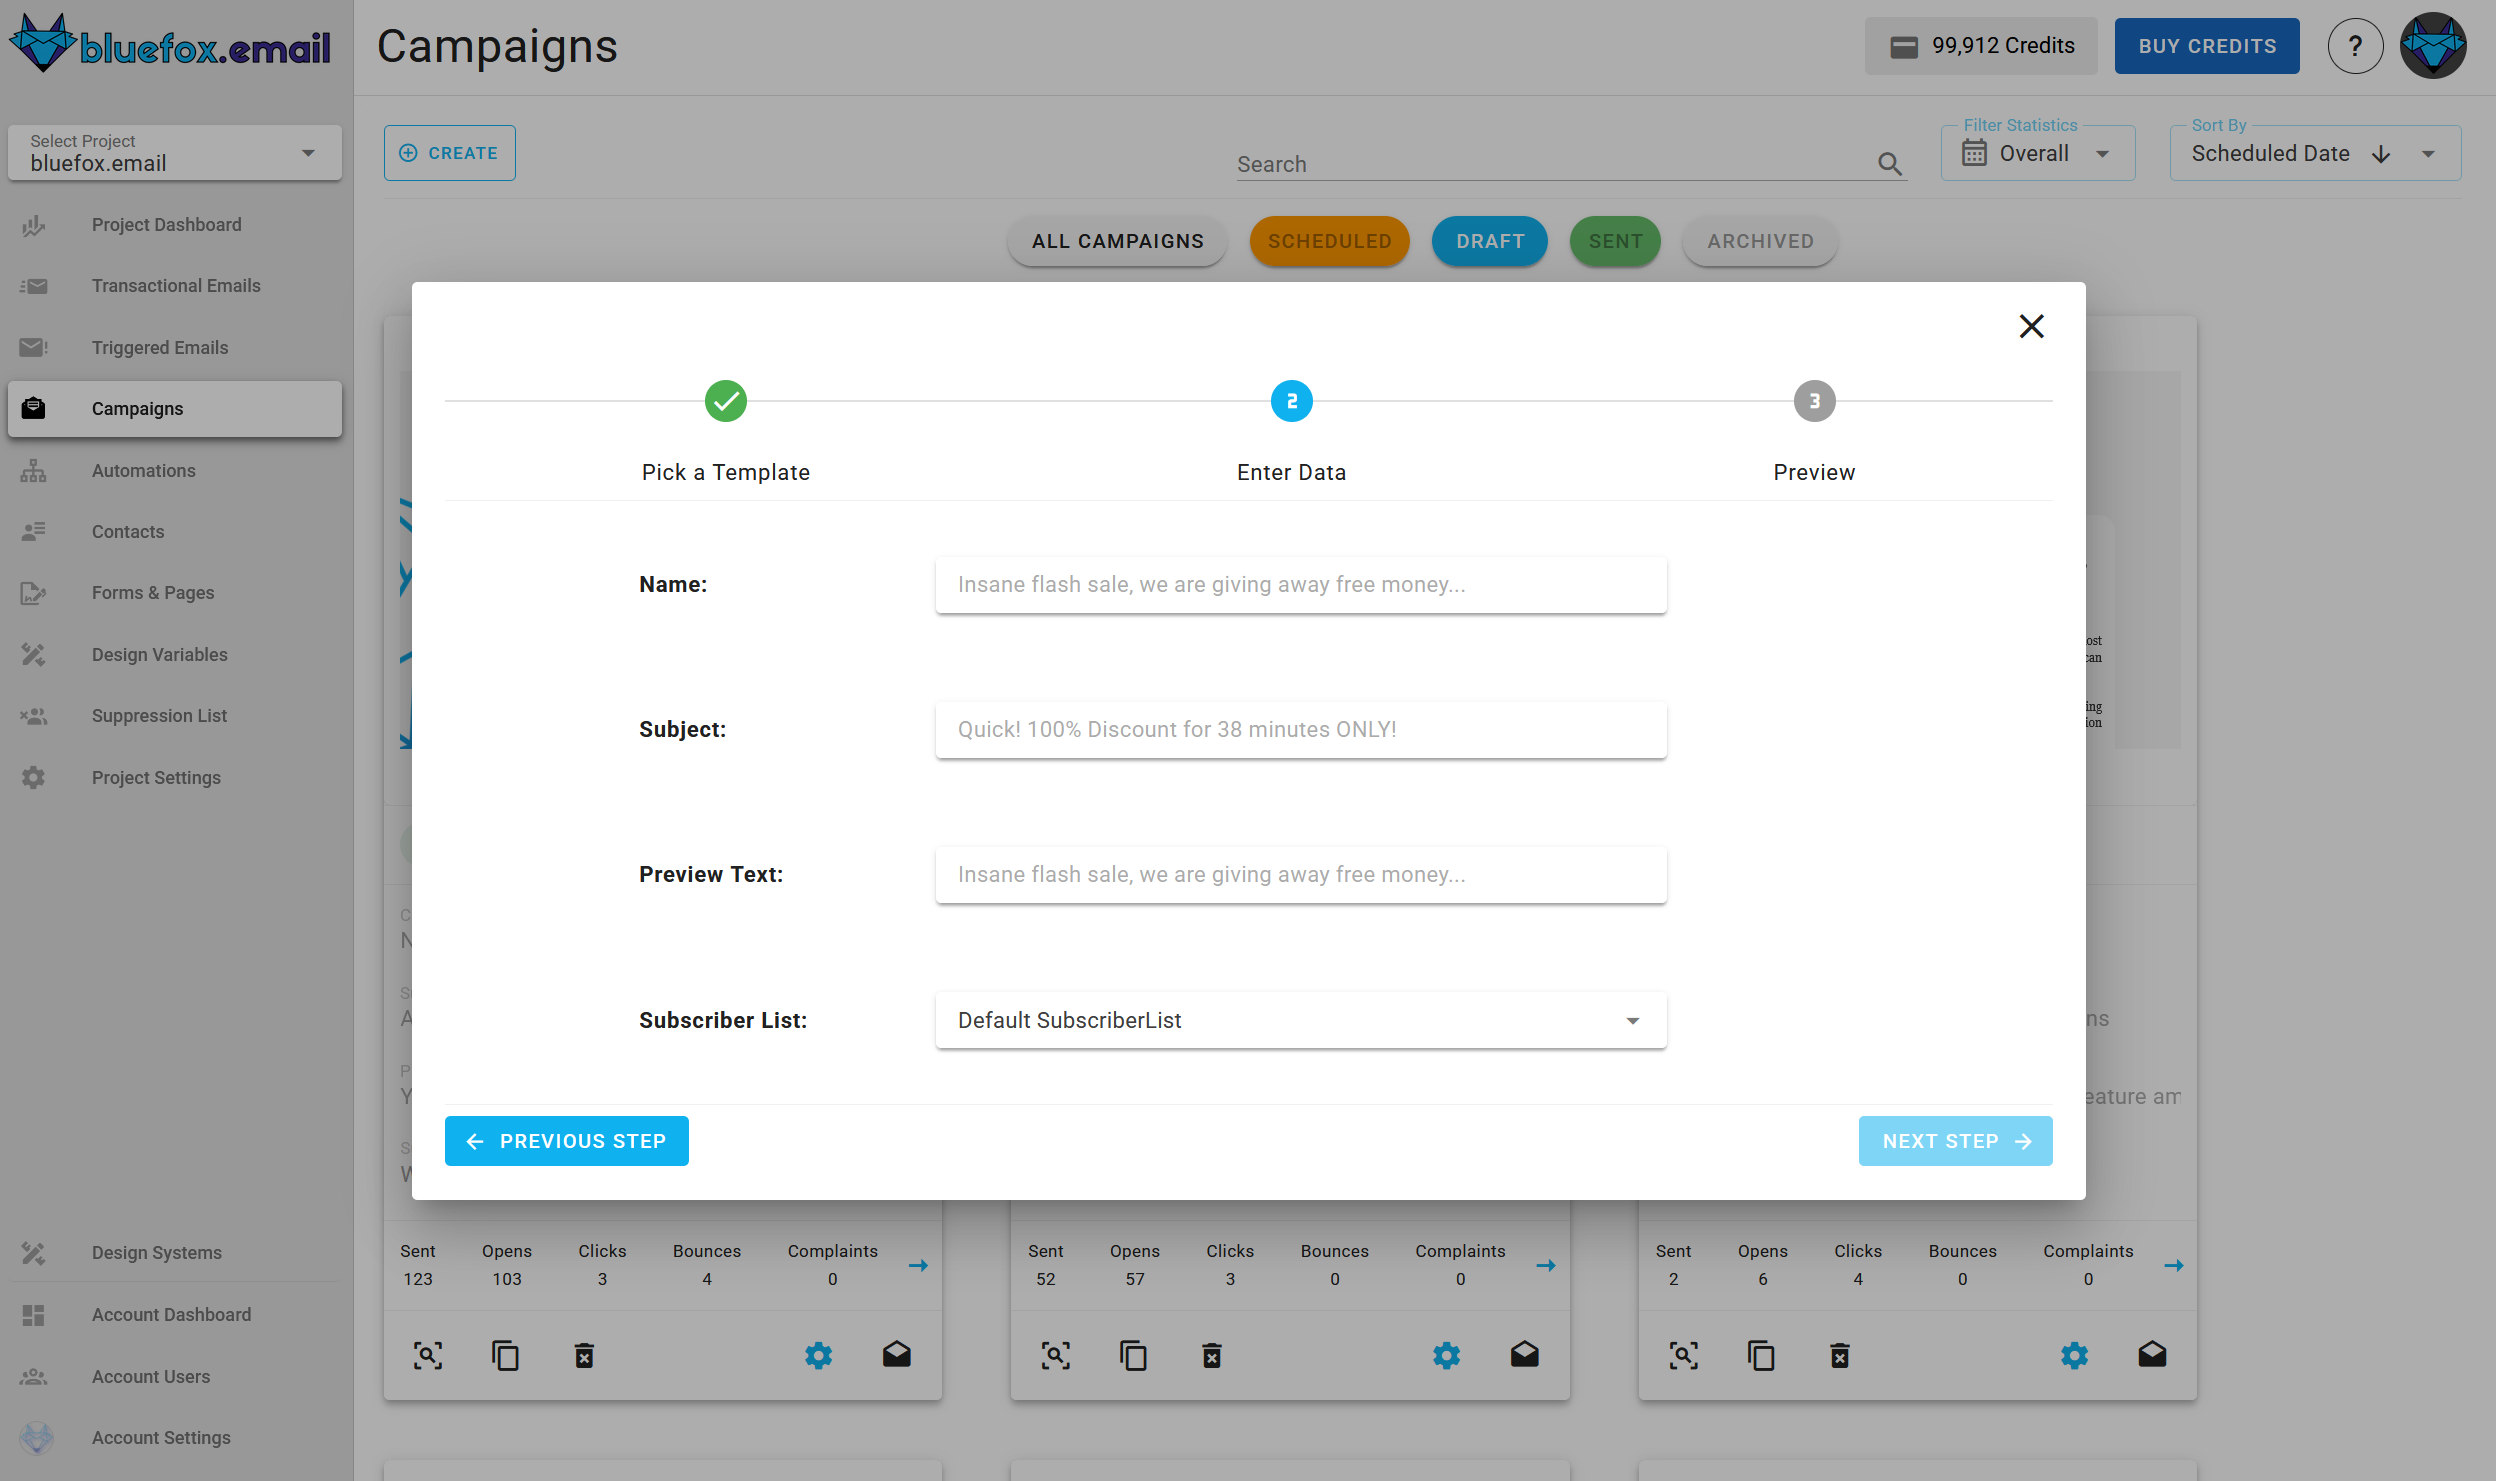 bluefox.email
Campaigns
99,912 Credits
BUY CREDITS
?
Select Project
bluefox.email
Project Dashboard
Transactional Emails
Triggered Emails
Campaigns
Automations
Contacts
Forms & Pages
Design Variables
Suppression List
Project Settings
Design Systems
Account Dashboard
Account Users
Account Settings
CREATE
Search
Filter Statistics
Overall
Sort By
Scheduled Date
ALL CAMPAIGNS
SCHEDULED
DRAFT
SENT
ARCHIVED
2
3
Pick a Template
Enter Data
Preview
Name:
Insane flash sale, we are giving away free money...
Subject:
Quick! 100% Discount for 38 minutes ONLY!
Preview Text:
Insane flash sale, we are giving away free money...
Subscriber List:
Default SubscriberList
PREVIOUS STEP
NEXT STEP
Sent Opens Clicks Bounces Complaints
123 103 3 4 0
Sent Opens Clicks Bounces Complaints
52 57 3 0 0
Sent Opens Clicks Bounces Complaints
2 6 4 0 0